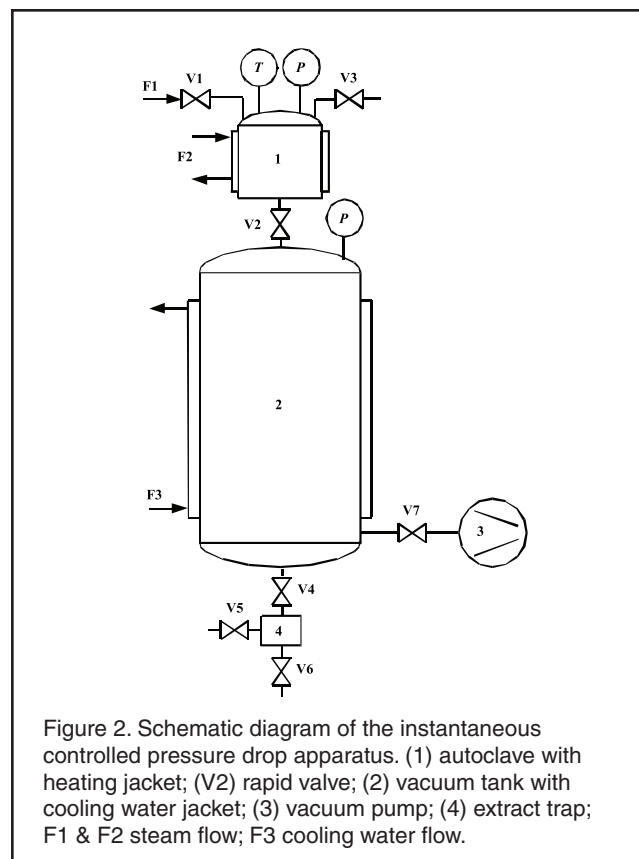 V1
T
P
V3
F1
F2
1
V2
P
2
F3
V7
3
V4
V5
4
V6
Figure 2. Schematic diagram of the instantaneous
controlled pressure drop apparatus. (1) autoclave with
heating jacket; (V2) rapid valve; (2) vacuum tank with
cooling water jacket; (3) vacuum pump; (4) extract trap;
F1 & F2 steam flow; F3 cooling water flow.